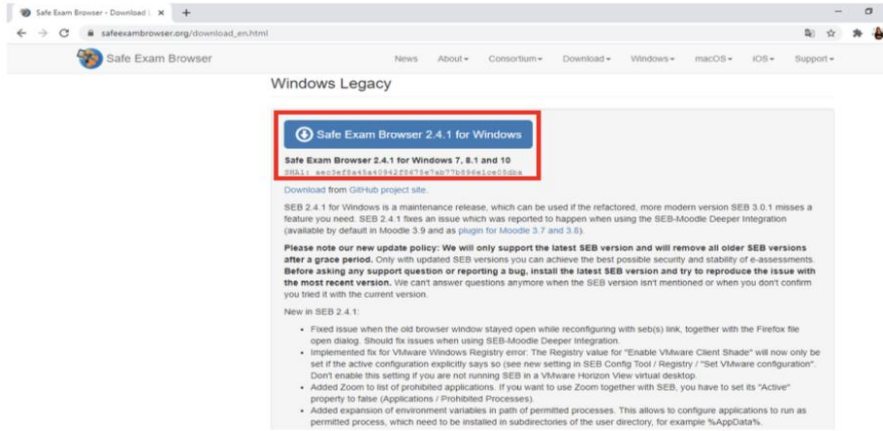 Safe Exam Browser - Download
safeexambrowser.org/download_en.html
Safe Exam Browser
News About Consortium Download Windows macOS iOS Support
Windows Legacy
Safe Exam Browser 2.4.1 for Windows
Safe Exam Browser 2.4.1 for Windows 7, 8.1 and 10
SHA1:
Download from GitHub project site.
SEB 2.4.1 for Windows is a maintenance release, which can be used if the refactored, more modern version SEB 3.0.1 misses a
feature you need. SEB 2.4.1 fixes an issue which was reported to happen when using the SEB-Moodle Deeper Integration
(available by default in Moodle 3.9 and as plugin for Moodle 3.7 and 3.8).
Please note our new update policy: We will only support the latest SEB version and will remove all older SEB versions
after a grace period. Only with updated SEB versions you can achieve the best possible security and stability of e-assessments.
Before asking any support question or reporting a bug, install the latest SEB version and try to reproduce the issue with
the most recent version. We can't answer questions anymore when the SEB version isn't mentioned or when you don't confirm
you tried it with the current version.
New in SEB 2.4.1:
• Fixed issue when the old browser window stayed open while reconfiguring with seb(s) link, together with the Firefox file
open dialog. Should fix issues when using SEB-Moodle Deeper Integration.
• Implemented fix for VMware Windows Registry error: The Registry value for "Enable VMware Client Shade" will now only be
set if the active configuration explicitly says so (see new setting in SEB Config Tool / Registry / "Set VMware configuration".
Don't enable this setting if you are not running SEB in a VMware Horizon View virtual desktop.
• Added Zoom to list of prohibited applications. If you want to use Zoom together with SEB, you have to set its "Active"
property to false (Applications / Prohibited Processes).
• Added expansion of environment variables in path of permitted processes. This allows to configure applications to run as
permitted process, which need to be installed in subdirectories of the user directory, for example %AppData%.